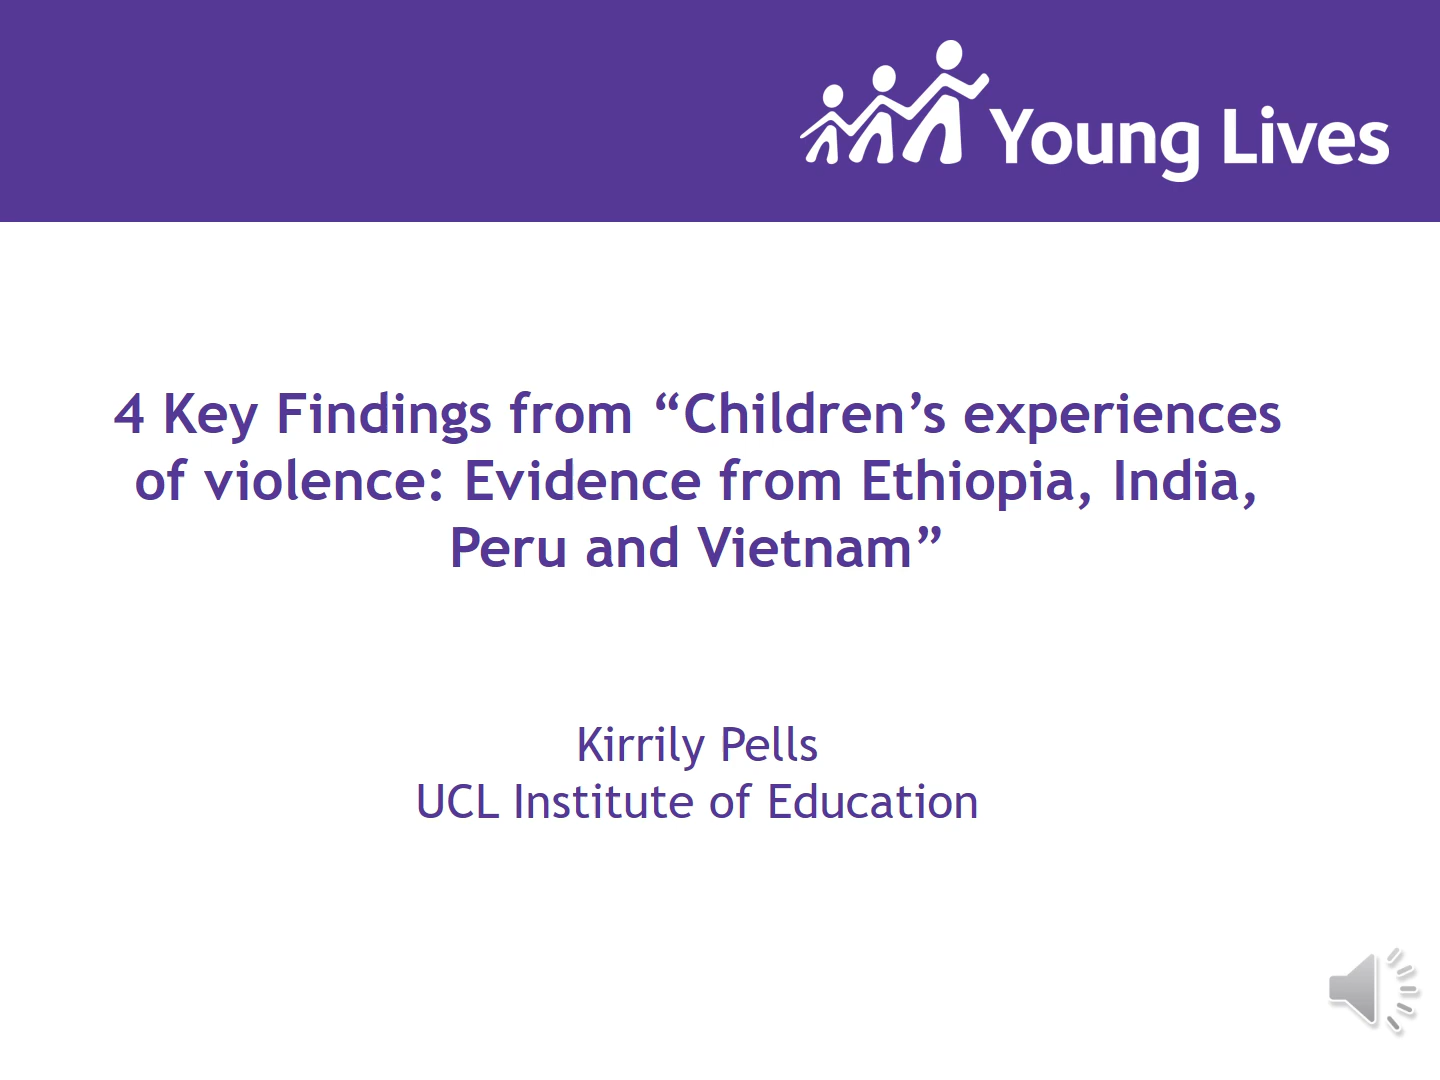 Young Lives
4 Key Findings from “Children’s experiences
of violence: Evidence from Ethiopia, India,
Peru and Vietnam”
Kirrily Pells
UCL Institute of Education